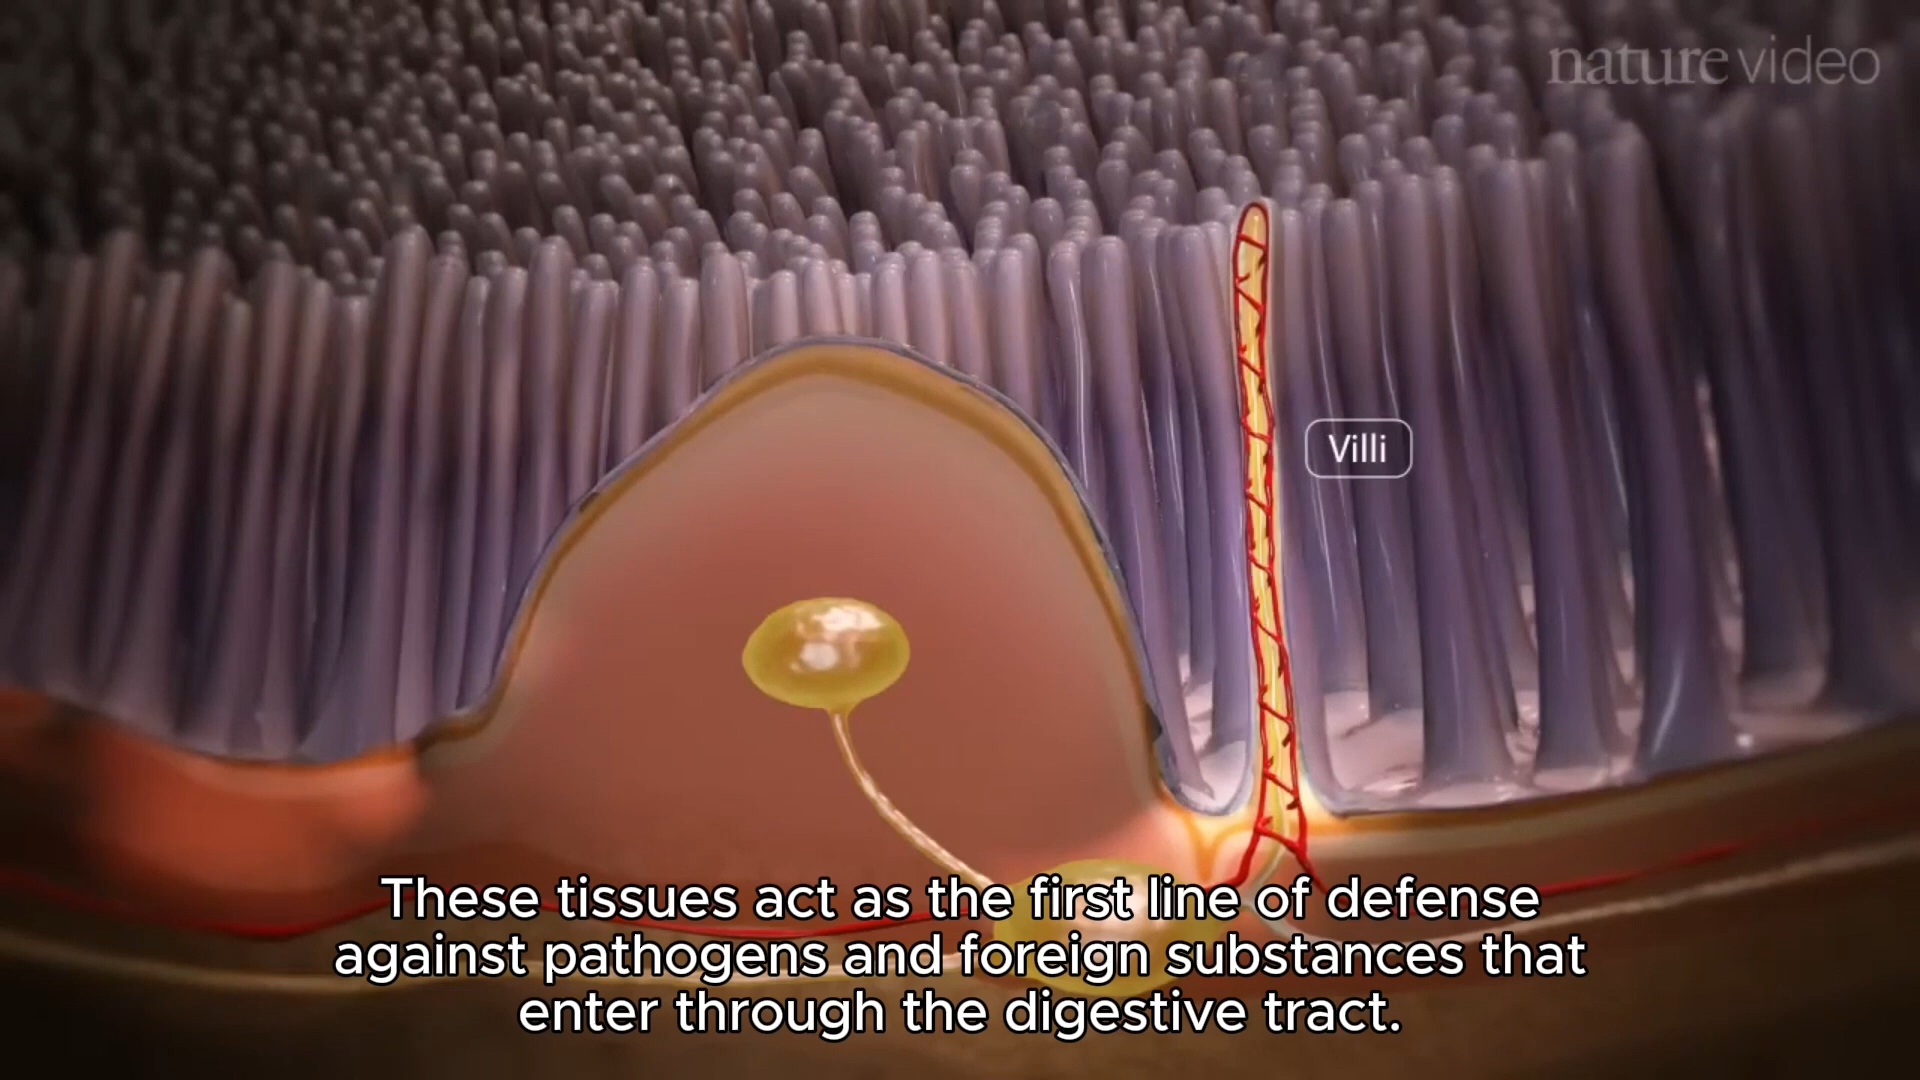 nature video
Villi
These tissues act as the first line of defense
against pathogens and foreign substances that
enter through the digestive tract.